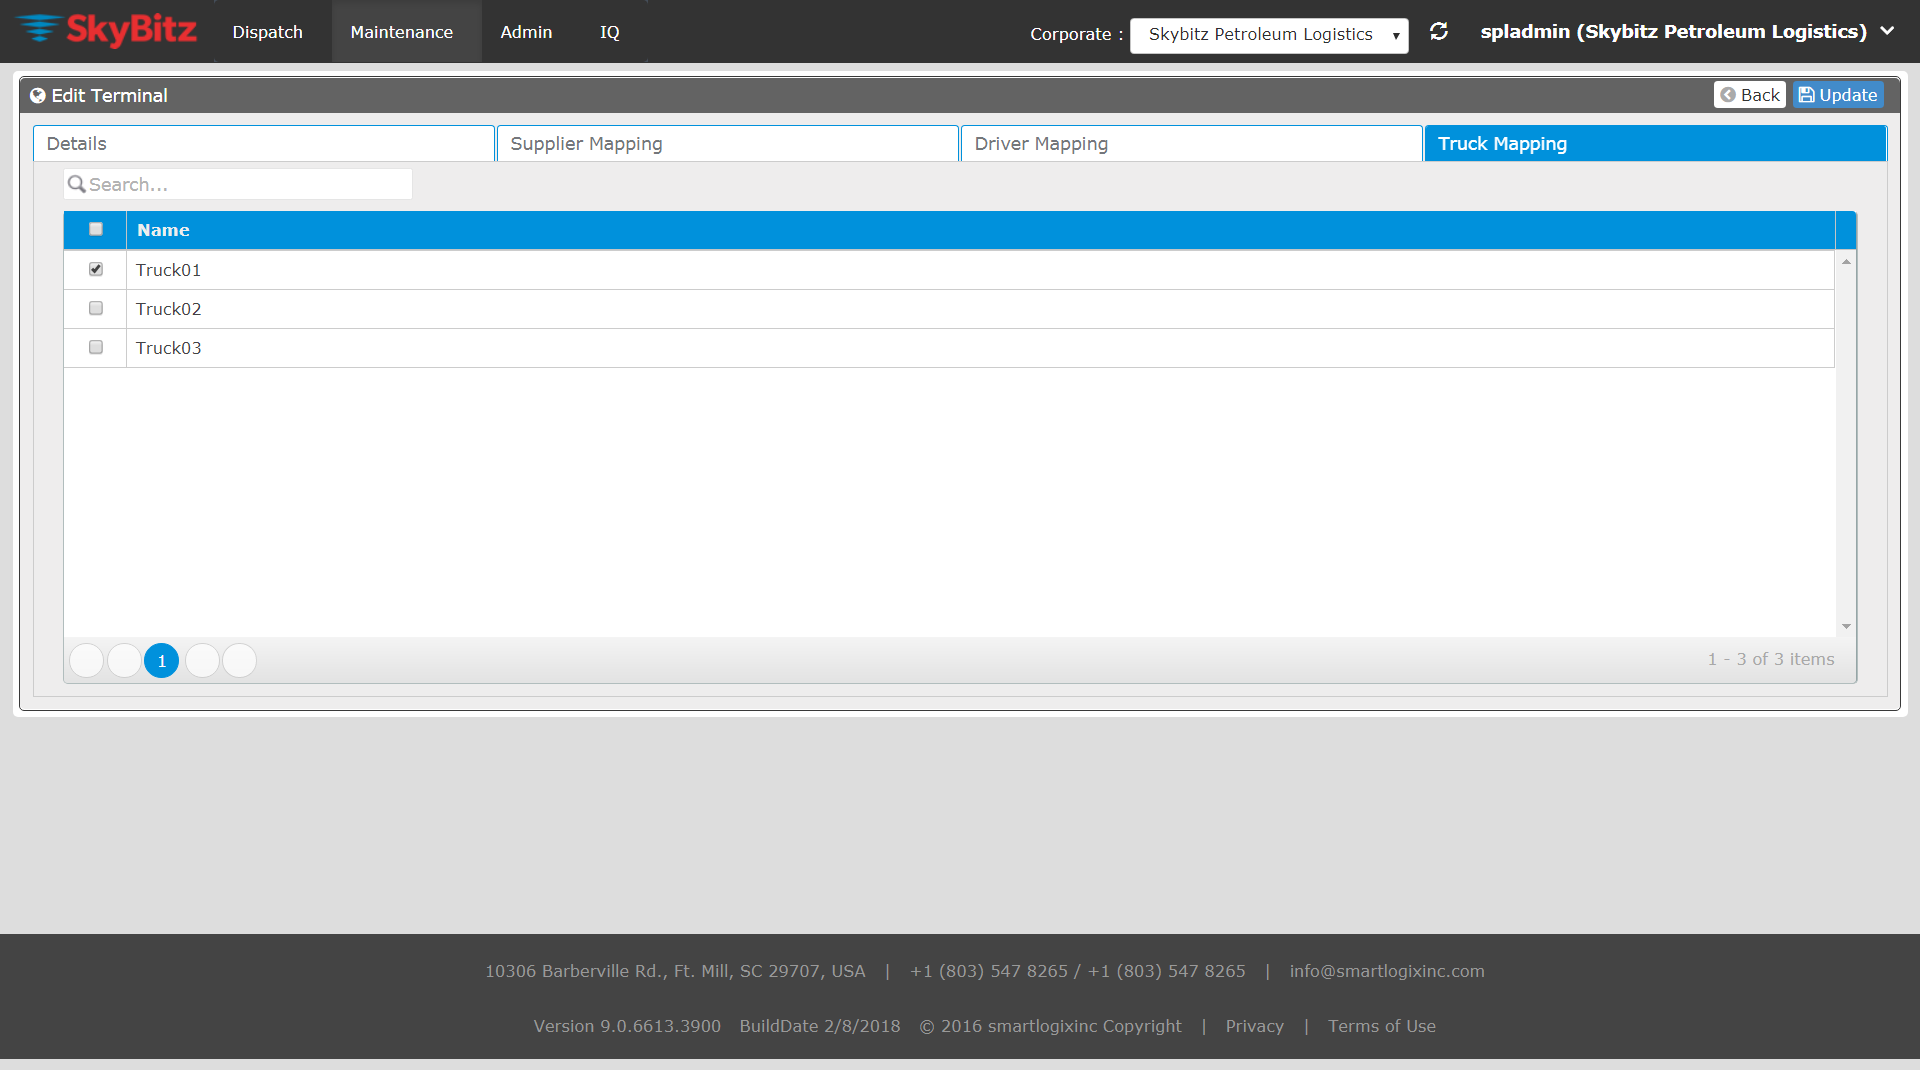 SkyBitz Dispatch Maintenance Admin IQ Corporate : Skybitz Petroleum Logistics spladmin (Skybitz Petroleum Logistics)
Edit Terminal Back Update
Details Supplier Mapping Driver Mapping Truck Mapping
Search...
Name
Truck01
Truck02
Truck03
1 1 - 3 of 3 items
10306 Barberville Rd., Ft. Mill, SC 29707, USA | +1 (803) 547 8265 / +1 (803) 547 8265 | info@smartlogixinc.com
Version 9.0.6613.3900 BuildDate 2/8/2018 © 2016 smartlogixinc Copyright | Privacy | Terms of Use